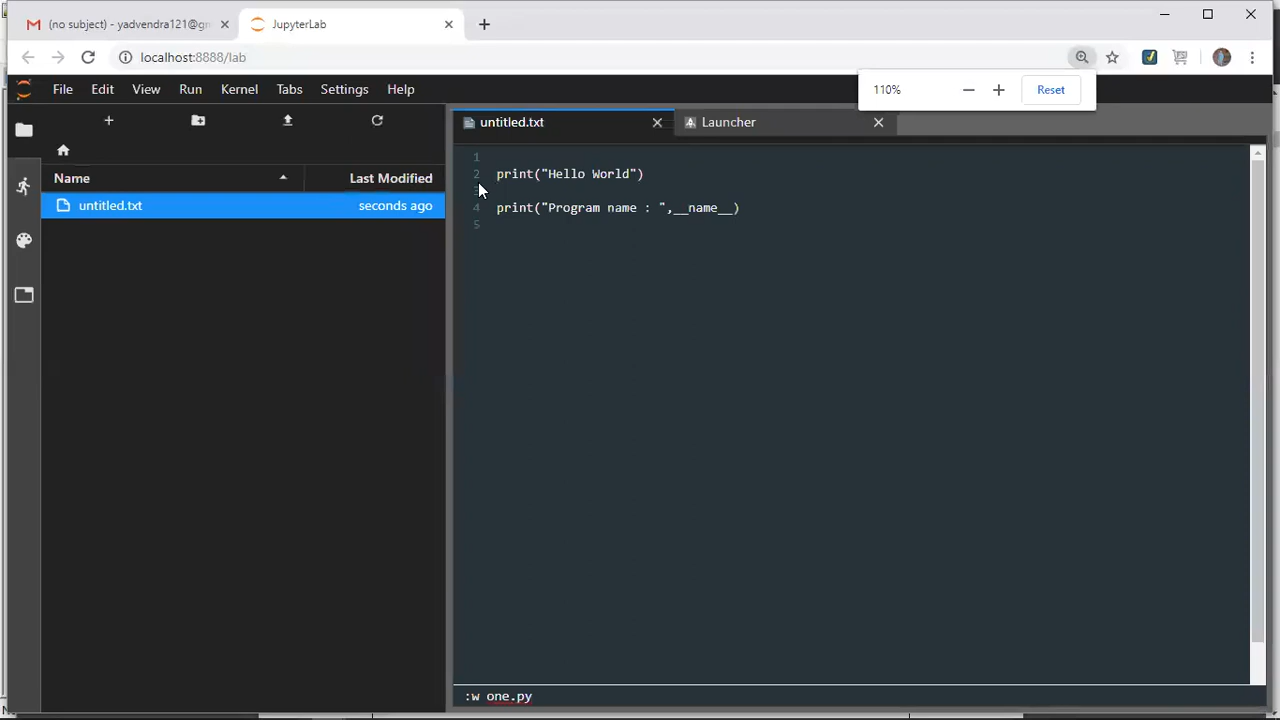 (no subject) - yadvendra121@gm
JupyterLab
localhost:8888/lab
File Edit View Run Kernel Tabs Settings Help
110% Reset
untitled.txt
Launcher
Name Last Modified
untitled.txt seconds ago
1
2 print("Hello World")
3
4 print("Program name : ",__name__)
5
:w one.py